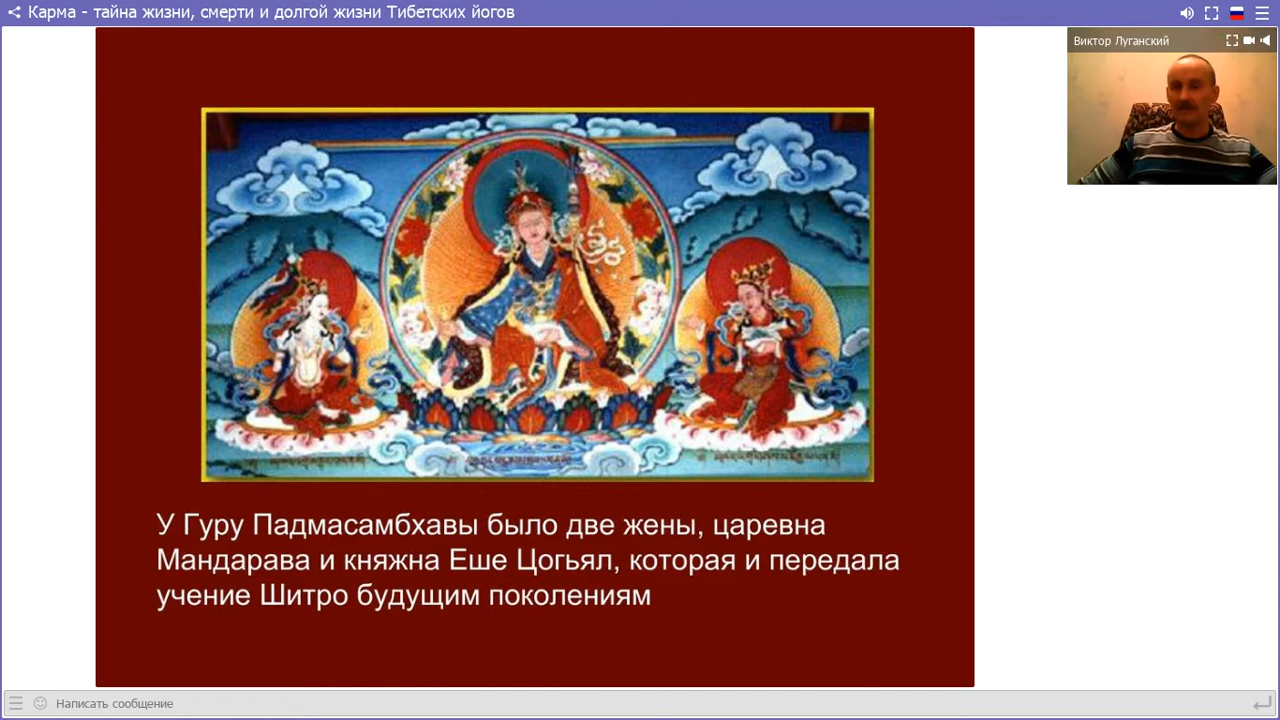 Карма - тайна жизни, смерти и долгой жизни Тибетских йогов
Виктор Луганский
У Гуру Падмасамбхавы было две жены, царевна
Мандарава и княжна Еше Цогьял, которая и передала
учение Шитро будущим поколениям
Написать сообщение